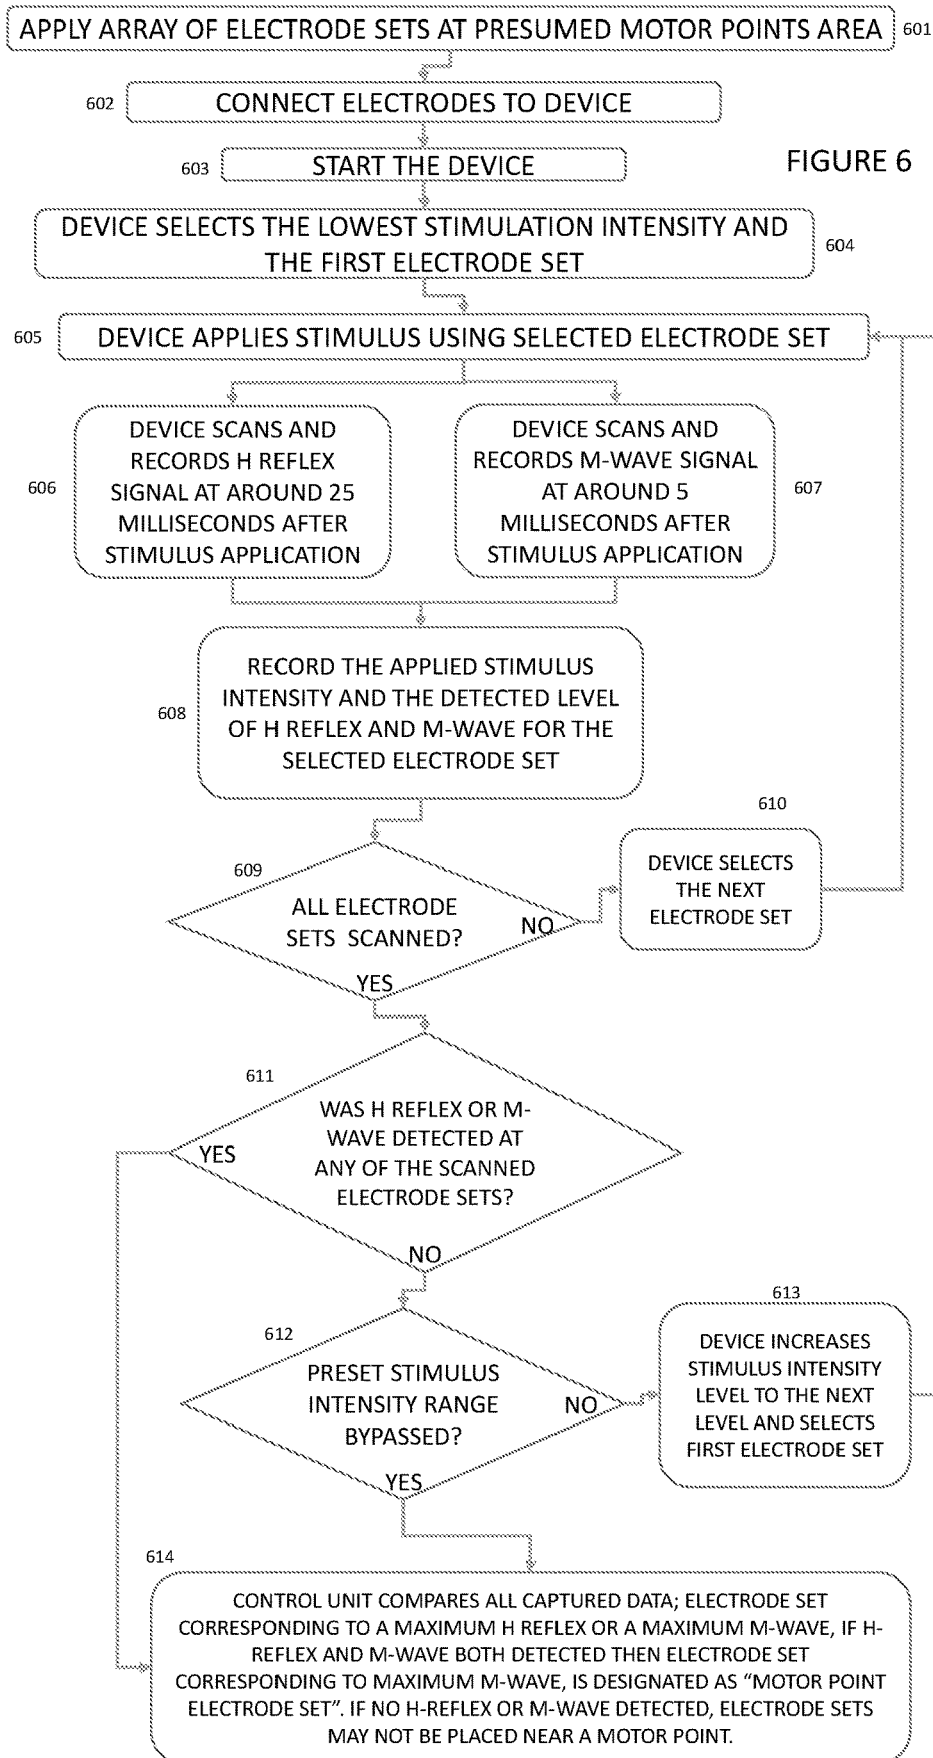 APPLY ARRAY OF ELECTRODE SETS AT PRESUMED MOTOR POINTS AREA
601
602
CONNECT ELECTRODES TO DEVICE
603
START THE DEVICE
FIGURE 6
DEVICE SELECTS THE LOWEST STIMULATION INTENSITY AND
THE FIRST ELECTRODE SET
604
605
DEVICE APPLIES STIMULUS USING SELECTED ELECTRODE SET
606
DEVICE SCANS AND
RECORDS H REFLEX
SIGNAL AT AROUND 25
MILLISECONDS AFTER
STIMULUS APPLICATION
DEVICE SCANS AND
RECORDS M-WAVE SIGNAL
AT AROUND 5
MILLISECONDS AFTER
STIMULUS APPLICATION
607
608
RECORD THE APPLIED STIMULUS
INTENSITY AND THE DETECTED LEVEL
OF H REFLEX AND M-WAVE FOR THE
SELECTED ELECTRODE SET
609
ALL ELECTRODE
SETS SCANNED?
NO
YES
610
DEVICE SELECTS
THE NEXT
ELECTRODE SET
611
WAS H REFLEX OR M-
WAVE DETECTED AT
ANY OF THE SCANNED
ELECTRODE SETS?
YES
NO
612
PRESET STIMULUS
INTENSITY RANGE
BYPASSED?
NO
YES
613
DEVICE INCREASES
STIMULUS INTENSITY
LEVEL TO THE NEXT
LEVEL AND SELECTS
FIRST ELECTRODE SET
614
CONTROL UNIT COMPARES ALL CAPTURED DATA; ELECTRODE SET
CORRESPONDING TO A MAXIMUM H REFLEX OR A MAXIMUM M-WAVE, IF H-
REFLEX AND M-WAVE BOTH DETECTED THEN ELECTRODE SET
CORRESPONDING TO MAXIMUM M-WAVE, IS DESIGNATED AS “MOTOR POINT
ELECTRODE SET”. IF NO H-REFLEX OR M-WAVE DETECTED, ELECTRODE SETS
MAY NOT BE PLACED NEAR A MOTOR POINT.